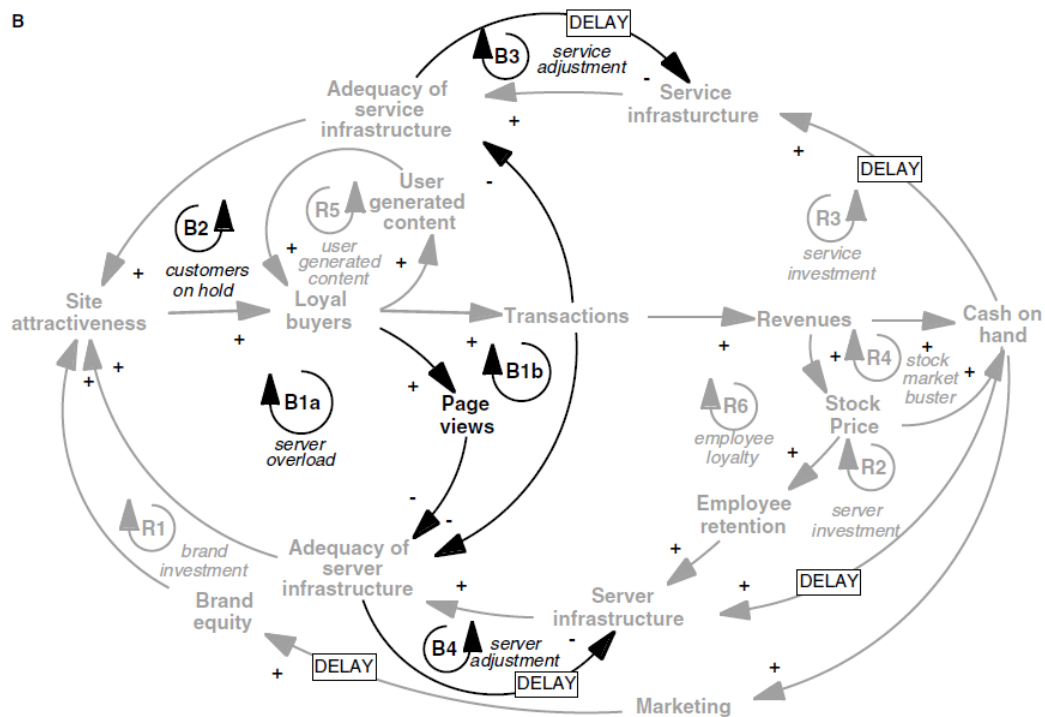 B
DELAY
B3
service
adjustment
-
Adequacy of
service
infrastructure
+
Service
infrasturcture
+
DELAY
-
User
generated
content
R5
user
generated
content
+
+
B2
customers
on hold
+
R3
service
investment
Site
attractiveness
+
Loyal
buyers
Transactions
+
Revenues
+
Cash on
hand
+
+
+
B1a
server
overload
+
Page
views
B1b
+
R4
stock
market
buster
+
R6
employee
loyalty
Stock
Price
+
R2
server
investment
-
-
Employee
retention
R1
brand
investment
Adequacy of
server
infrastructure
+
+
DELAY
+
Server
infrastructure
Brand
equity
B4
server
adjustment
-
DELAY
DELAY
+
+
Marketing